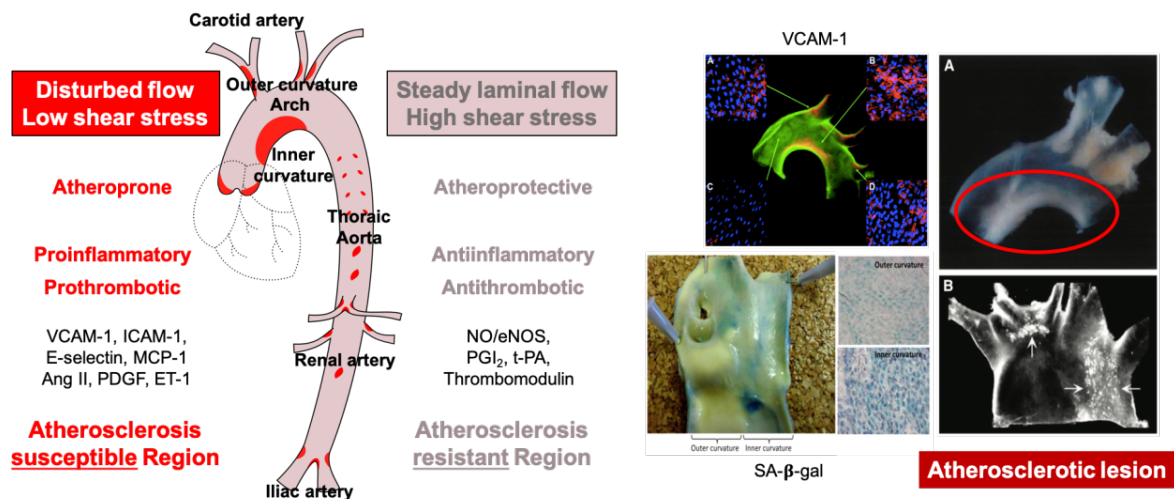 Carotid artery
Disturbed flow
Low shear stress
Outer curvature
Arch
Steady laminal flow
High shear stress
Inner
curvature
Atheroprone
Atheroprotective
Thoraic
Aorta
Proinflammatory
Antiinflammatory
Prothrombotic
Antithrombotic
VCAM-1, ICAM-1,
E-selectin, MCP-1
Ang II, PDGF, ET-1
NO/eNOS,
PGI₂, t-PA,
Thrombomodulin
Renal artery
Atherosclerosis
susceptible Region
Atherosclerosis
resistant Region
Iliac artery
VCAM-1
A
B
C
D
Outer curvature
Inner curvature
Outer curvature
Inner curvature
SA-β-gal
A
B
Atherosclerotic lesion